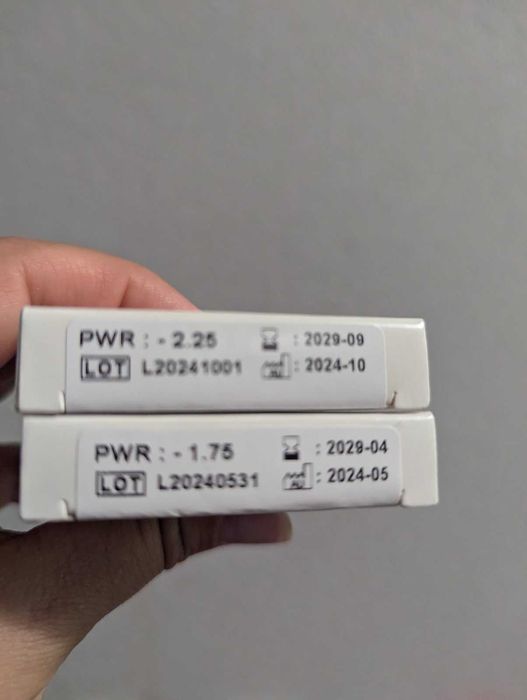 PWR : - 2.25 : 2029-09
LOT L20241001 : 2024-10
PWR : - 1.75 : 2029-04
LOT L20240531 : 2024-05